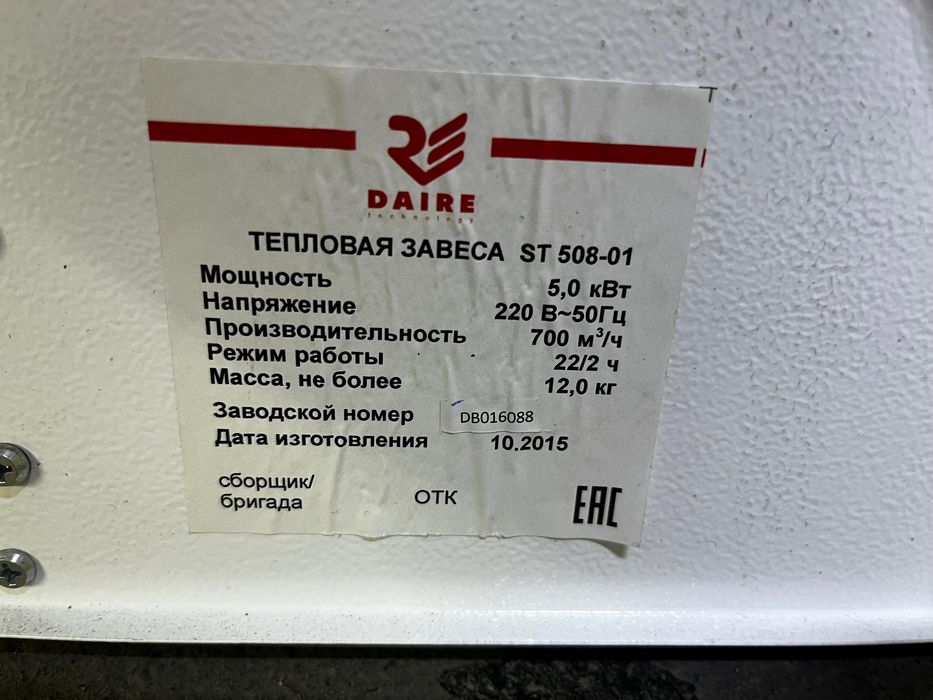 DAIRE
technology
ТЕПЛОВАЯ ЗАВЕСА ST 508-01
Мощность 5,0 кВт
Напряжение 220 В~50Гц
Производительность 700 м³/ч
Режим работы 22/2 ч
Масса, не более 12,0 кг
Заводской номер DB016088
Дата изготовления 10.2015
сборщик/
бригада ОТК EAC